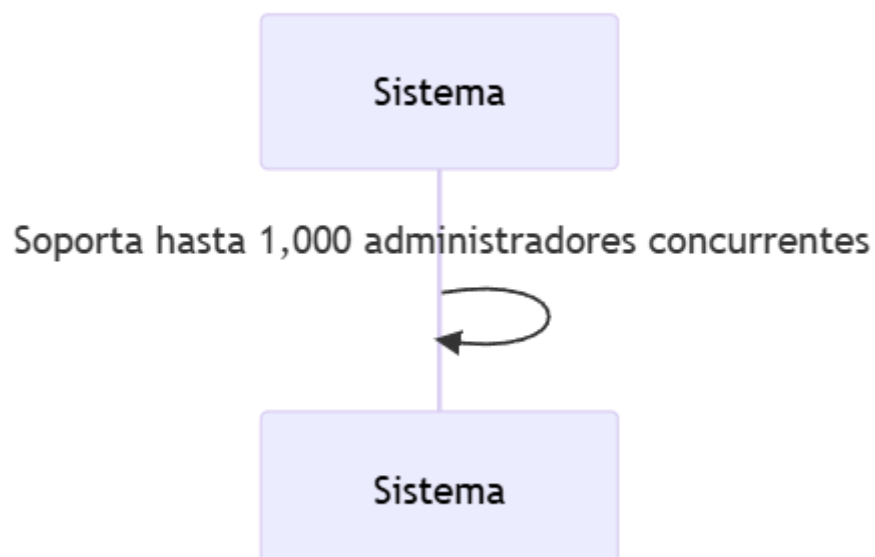 Sistema
Soporta hasta 1,000 administradores concurrentes
Sistema